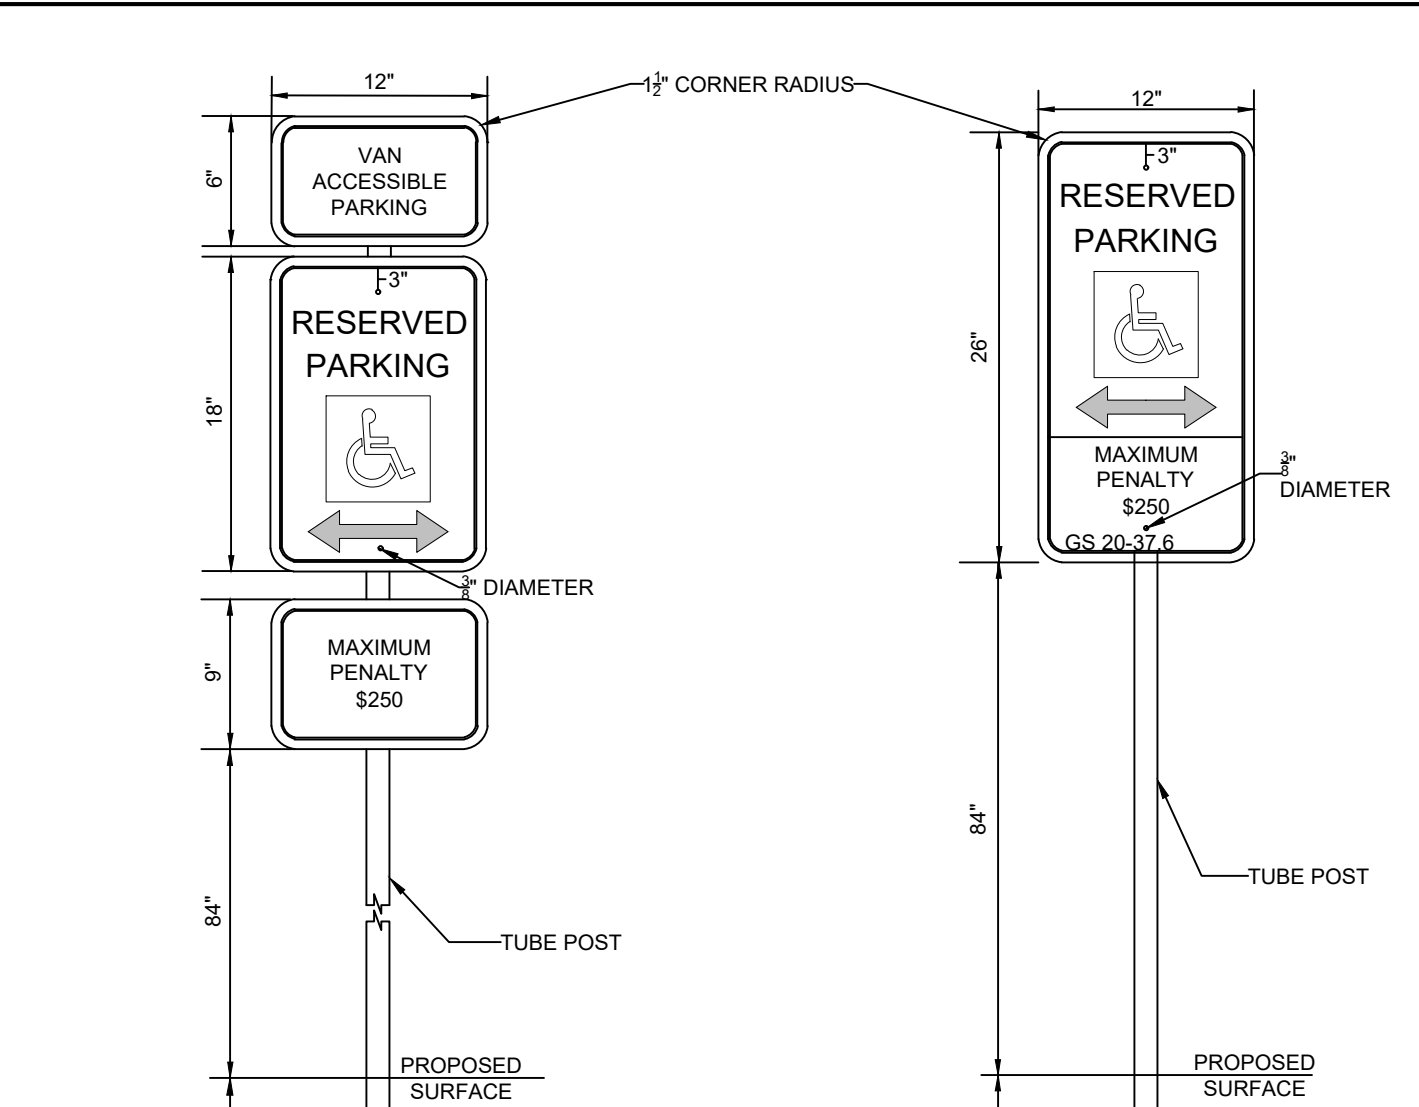 12"
1 1/2" CORNER RADIUS
6"
VAN
ACCESSIBLE
PARKING
18"
3"
RESERVED
PARKING
3/8" DIAMETER
9"
MAXIMUM
PENALTY
$250
84"
TUBE POST
PROPOSED
SURFACE
12"
26"
3"
RESERVED
PARKING
MAXIMUM
PENALTY
$250
GS 20-37.6
3/8"
DIAMETER
84"
TUBE POST
PROPOSED
SURFACE